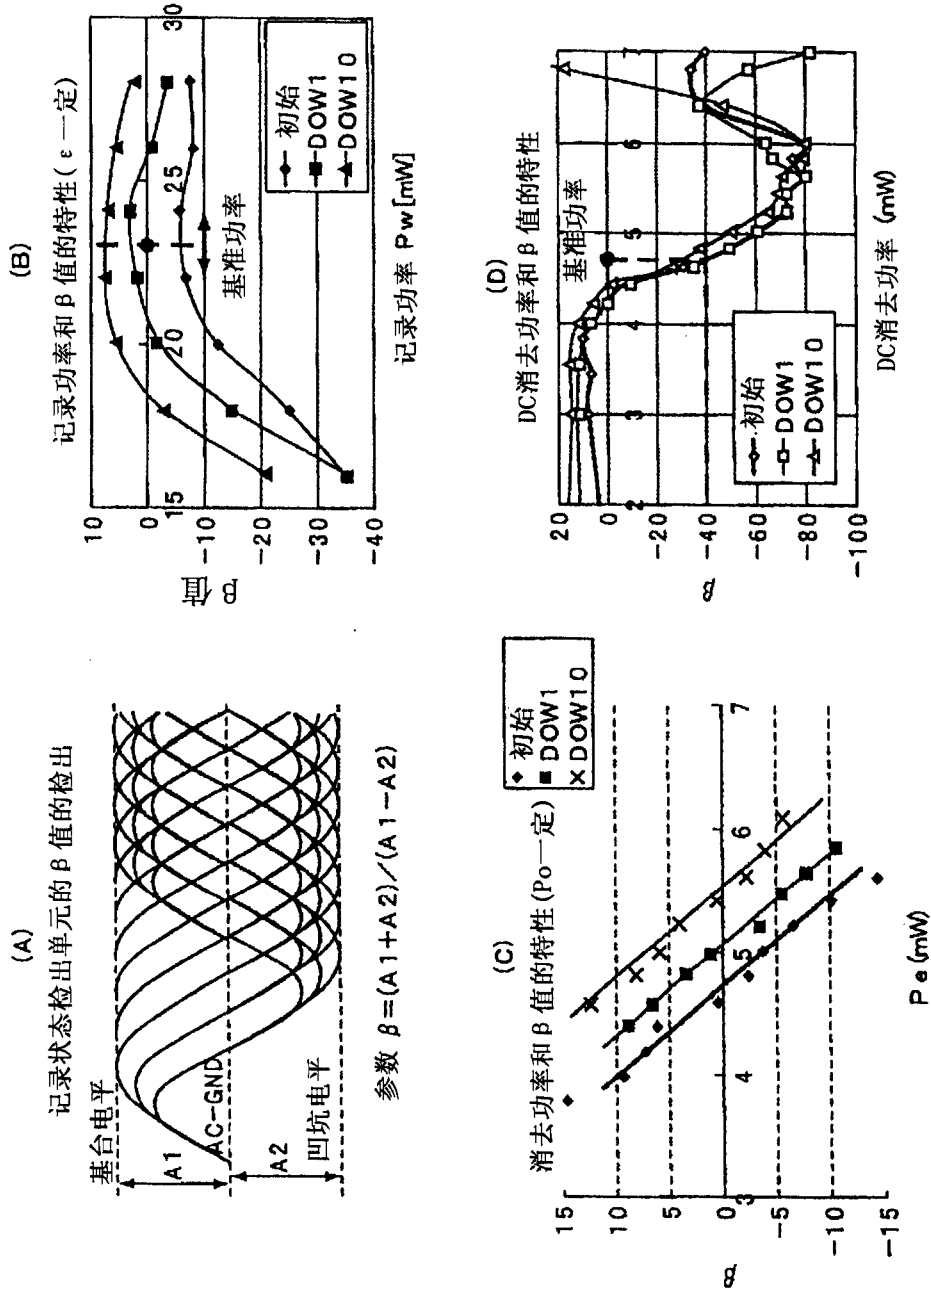 (A)
记录状态检出单元的β值的检出
基台电平
A1
AC-GND
A2
凹坑电平
参数 β=(A1+A2)/(A1-A2)
(B)
记录功率和β值的特性(ε一定)
10
0
-10
-20
-30
-40
β值
15
20
25
30
基准功率
初始
DOW1
DOW10
记录功率 Pw[mW]
(C)
消去功率和β值的特性(Po一定)
初始
DOW1
DOW10
15
10
5
0
-5
-10
-15
β
3
4
5
6
7
Pe(mW)
(D)
DC消去功率和β值的特性
基准功率
20
0
-20
-40
-60
-80
-100
β
2
3
4
5
6
7
初始
DOW1
DOW10
DC消去功率 (mW)